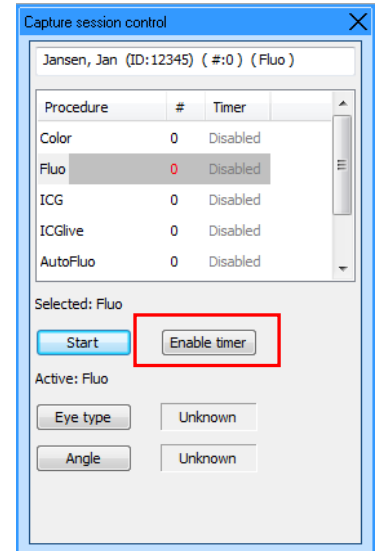 Capture session control
Jansen, Jan (ID:12345) ( #:0 ) ( Fluo )
Procedure # Timer
Color 0 Disabled
Fluo 0 Disabled
ICG 0 Disabled
ICGlive 0 Disabled
AutoFluo 0 Disabled
Selected: Fluo
Start Enable timer
Active: Fluo
Eye type Unknown
Angle Unknown